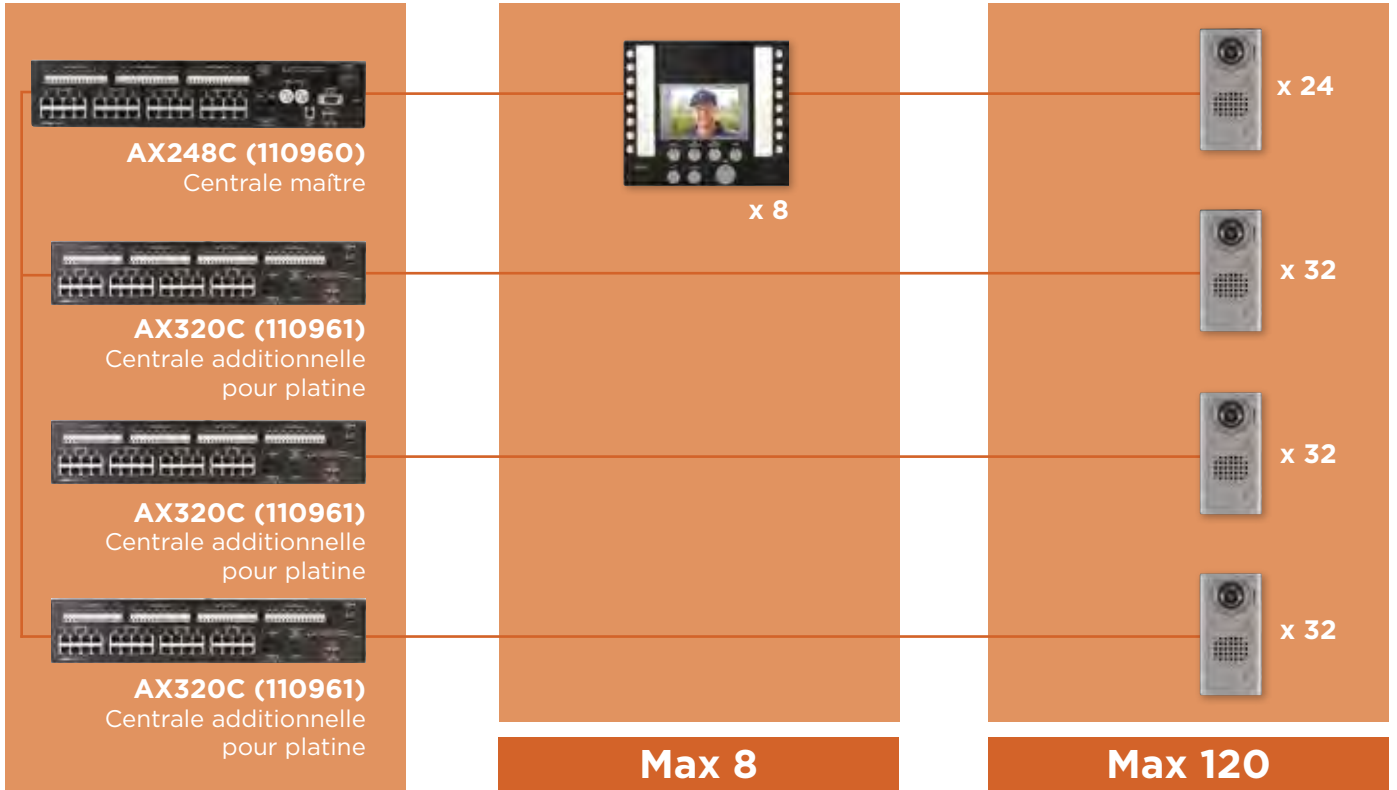 AX248C (110960)
Centrale maître
x 8
x 24
AX320C (110961)
Centrale additionnelle
pour platine
x 32
AX320C (110961)
Centrale additionnelle
pour platine
x 32
AX320C (110961)
Centrale additionnelle
pour platine
x 32
Max 8
Max 120